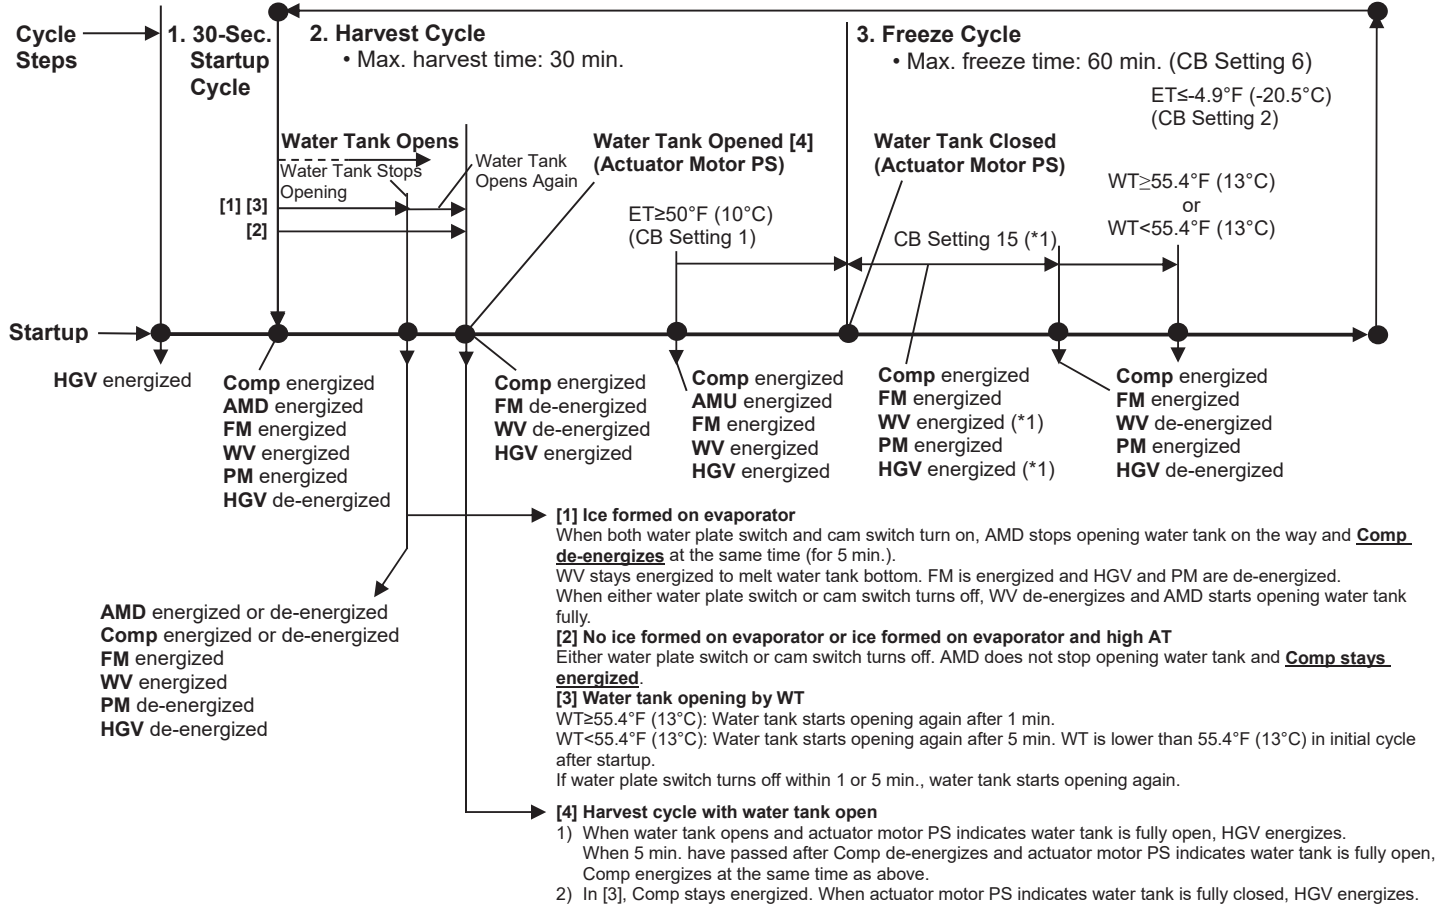 Cycle
Steps
1. 30-Sec.
Startup
Cycle
2. Harvest Cycle
• Max. harvest time: 30 min.
3. Freeze Cycle
• Max. freeze time: 60 min. (CB Setting 6)
ET≤-4.9°F (-20.5°C)
(CB Setting 2)
Water Tank Opens
Water Tank Stops
Opening
Water Tank
Opens Again
[1] [3]
[2]
Water Tank Opened [4]
(Actuator Motor PS)
ET≥50°F (10°C)
(CB Setting 1)
Water Tank Closed
(Actuator Motor PS)
CB Setting 15 (*1)
WT≥55.4°F (13°C)
or
WT<55.4°F (13°C)
Startup
HGV energized
Comp energized
AMD energized
FM energized
WV energized
PM energized
HGV de-energized
Comp energized
FM de-energized
WV de-energized
HGV energized
Comp energized
AMU energized
FM energized
WV energized
HGV energized
Comp energized
FM energized
WV energized (*1)
PM energized
HGV energized (*1)
Comp energized
FM energized
WV de-energized
PM energized
HGV de-energized
AMD energized or de-energized
Comp energized or de-energized
FM energized
WV energized
PM de-energized
HGV de-energized
[1] Ice formed on evaporator
When both water plate switch and cam switch turn on, AMD stops opening water tank on the way and Comp
de-energizes at the same time (for 5 min.).
WV stays energized to melt water tank bottom. FM is energized and HGV and PM are de-energized.
When either water plate switch or cam switch turns off, WV de-energizes and AMD starts opening water tank
fully.
[2] No ice formed on evaporator or ice formed on evaporator and high AT
Either water plate switch or cam switch turns off. AMD does not stop opening water tank and Comp stays
energized.
[3] Water tank opening by WT
WT≥55.4°F (13°C): Water tank starts opening again after 1 min.
WT<55.4°F (13°C): Water tank starts opening again after 5 min. WT is lower than 55.4°F (13°C) in initial cycle
after startup.
If water plate switch turns off within 1 or 5 min., water tank starts opening again.
[4] Harvest cycle with water tank open
1) When water tank opens and actuator motor PS indicates water tank is fully open, HGV energizes.
When 5 min. have passed after Comp de-energizes and actuator motor PS indicates water tank is fully open,
Comp energizes at the same time as above.
2) In [3], Comp stays energized. When actuator motor PS indicates water tank is fully closed, HGV energizes.